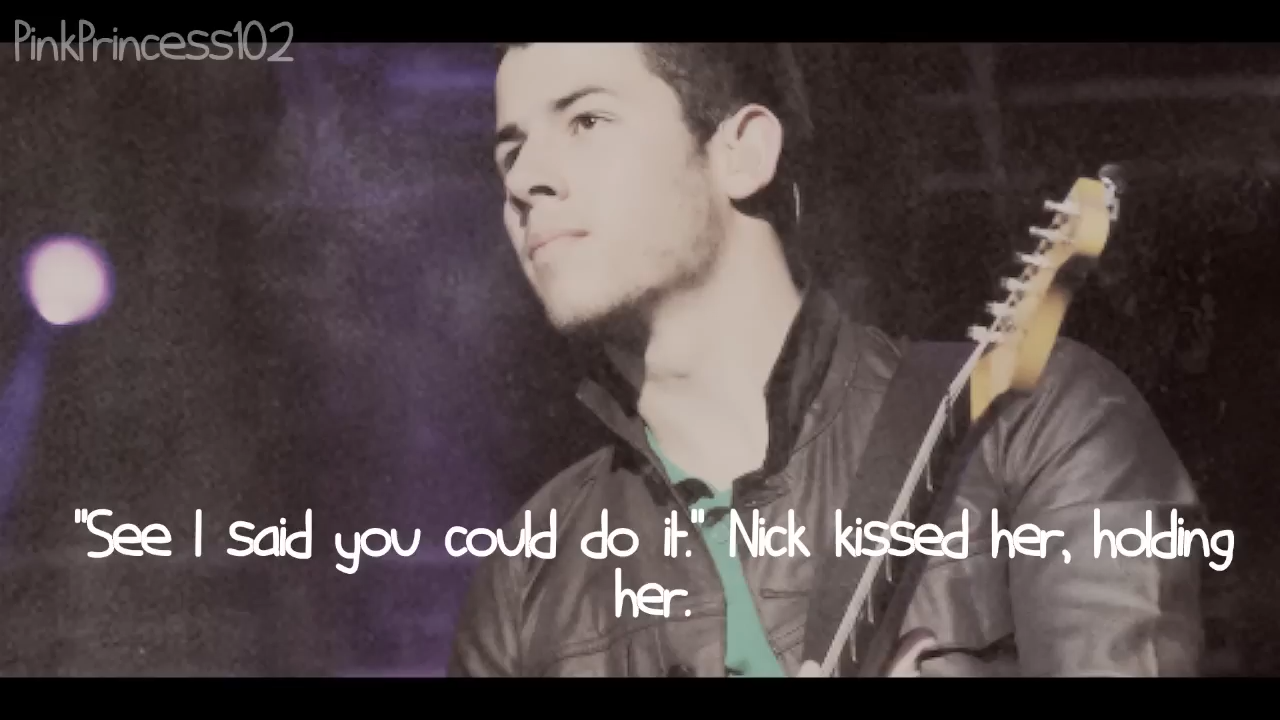 PinkPrincess102
"See I said you could do it." Nick kissed her, holding
her.